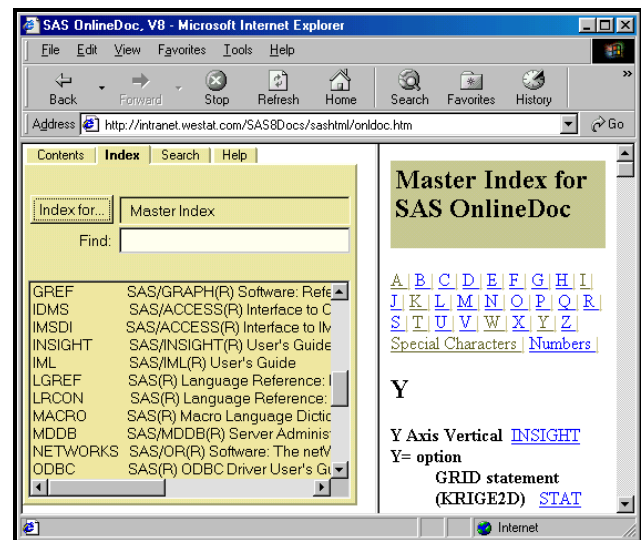 SAS OnlineDoc, V8 - Microsoft Internet Explorer
File Edit View Favorites Tools Help
Back Forward Stop Refresh Home Search Favorites History »
Address http://intranet.westat.com/SAS8Docs/sashtml/onldoc.htm Go
Contents Index Search Help
Index for... Master Index
Find:
GREF SAS/GRAPH(R) Software: Refe
IDMS SAS/ACCESS(R) Interface to C
IMSDI SAS/ACCESS(R) Interface to IM
INSIGHT SAS/INSIGHT(R) User's Guide
IML SAS/IML(R) User's Guide
LGREF SAS(R) Language Reference:
LRCON SAS(R) Language Reference:
MACRO SAS(R) Macro Language Dictic
MDDB SAS/MDDB(R) Server Adminis
NETWORKS SAS/OR(R) Software: The netW
ODBC SAS(R) ODBC Driver User's Gu
Master Index for
SAS OnlineDoc
A | B | C | D | E | F | G | H | I |
J | K | L | M | N | O | P | Q | R |
S | T | U | V | W | X | Y | Z |
Special Characters | Numbers |
Y
Y Axis Vertical INSIGHT
Y= option
GRID statement
(KRIGE2D) STAT
Internet